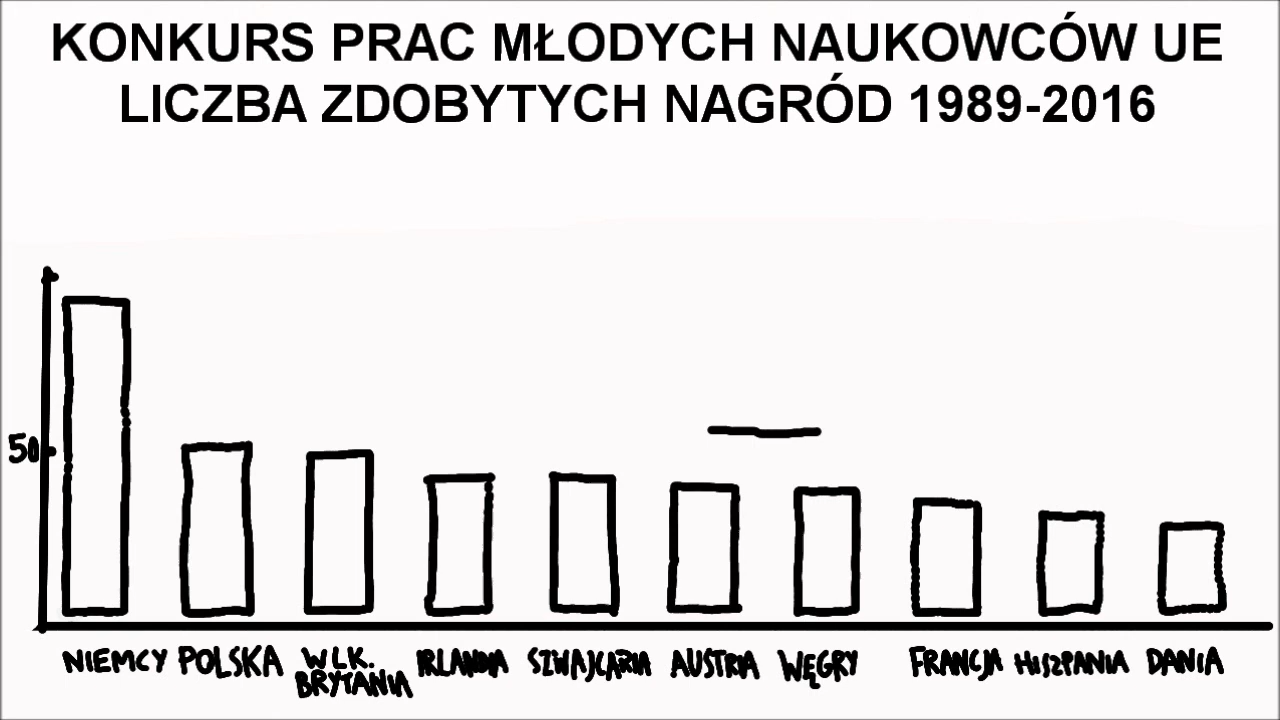 KONKURS PRAC MŁODYCH NAUKOWCÓW UE
LICZBA ZDOBYTYCH NAGRÓD 1989-2016
50
NIEMCY POLSKA WLK. BRYTANIA IRLANDIA SZWAJCARIA AUSTRIA WĘGRY FRANCJA HISZPANIA DANIA